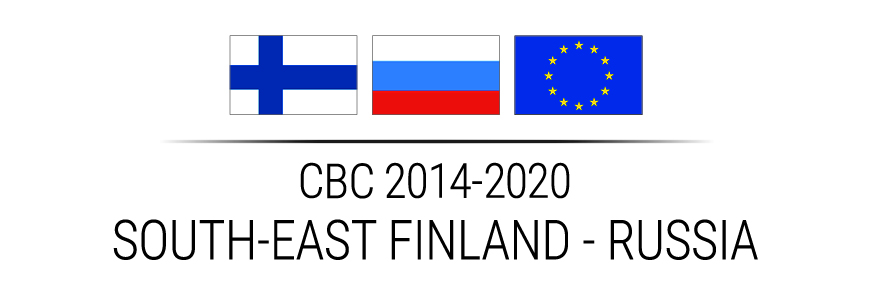 CBC 2014-2020
SOUTH-EAST FINLAND - RUSSIA